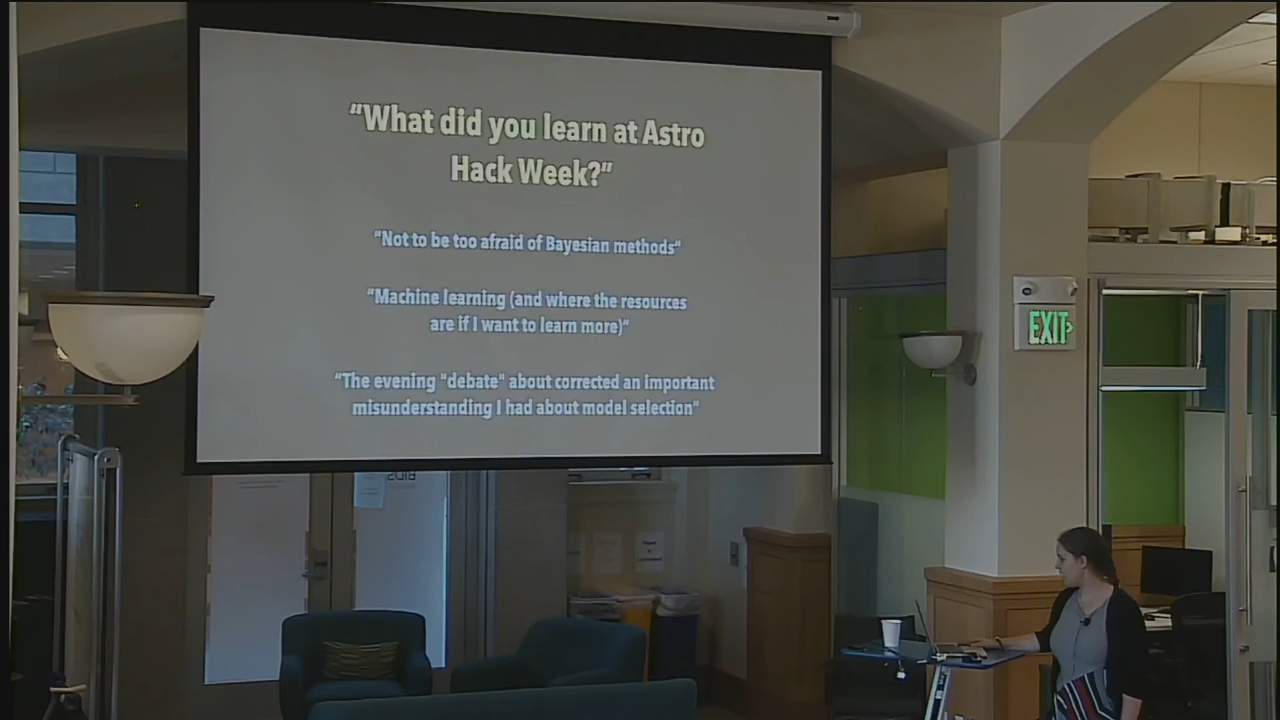 “What did you learn at Astro
Hack Week?”
“Not to be too afraid of Bayesian methods“
“Machine learning (and where the resources
are if I want to learn more)“
“The evening "debate" about corrected an important
misunderstanding I had about model selection”
EXIT